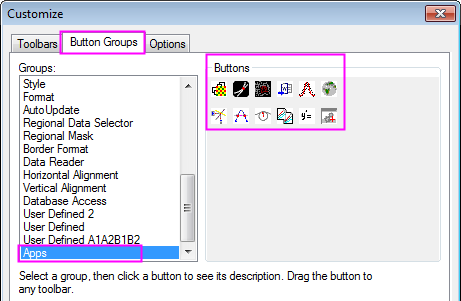 Customize
Toolbars Button Groups Options
Groups:
Buttons
Style
Format
AutoUpdate
Regional Data Selector
Regional Mask
Border Format
Data Reader
Horizontal Alignment
Vertical Alignment
Database Access
User Defined 2
User Defined
User Defined A1A2B1B2
Apps
y'=
Select a group, then click a button to see its description. Drag the button to
any toolbar.